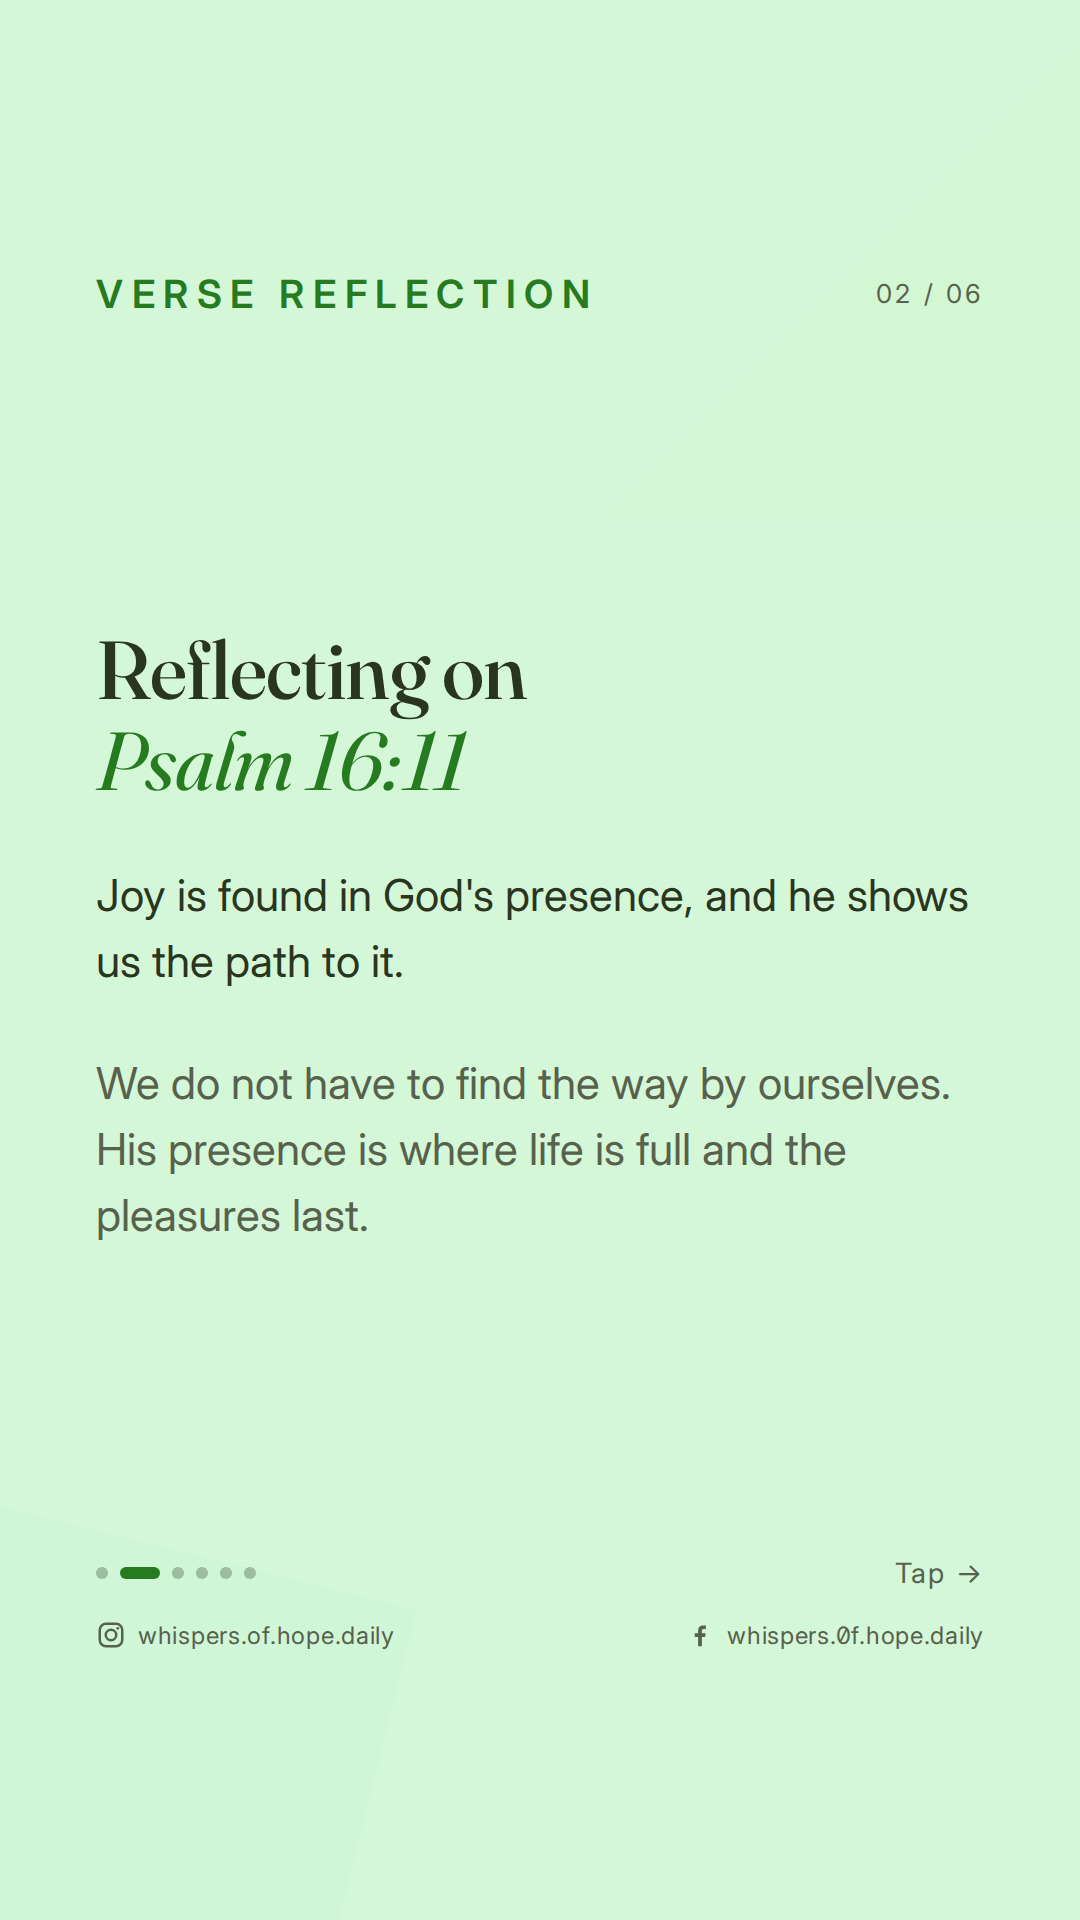 VERSE REFLECTION
02 / 06
Reflecting on
Psalm 16:11
Joy is found in God's presence, and he shows
us the path to it.
We do not have to find the way by ourselves.
His presence is where life is full and the
pleasures last.
Tap →
whispers.of.hope.daily
whispers.0f.hope.daily